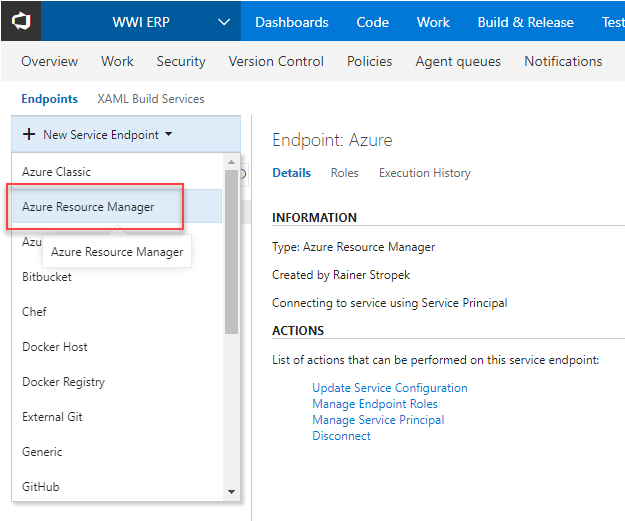 WWI ERP
Dashboards Code Work Build & Release Test
Overview Work Security Version Control Policies Agent queues Notifications
Endpoints XAML Build Services
+ New Service Endpoint
Azure Classic
Azure Resource Manager
Azu
Azure Resource Manager
Bitbucket
Chef
Docker Host
Docker Registry
External Git
Generic
GitHub
Endpoint: Azure
Details Roles Execution History
INFORMATION
Type: Azure Resource Manager
Created by Rainer Stropek
Connecting to service using Service Principal
ACTIONS
List of actions that can be performed on this service endpoint:
Update Service Configuration
Manage Endpoint Roles
Manage Service Principal
Disconnect